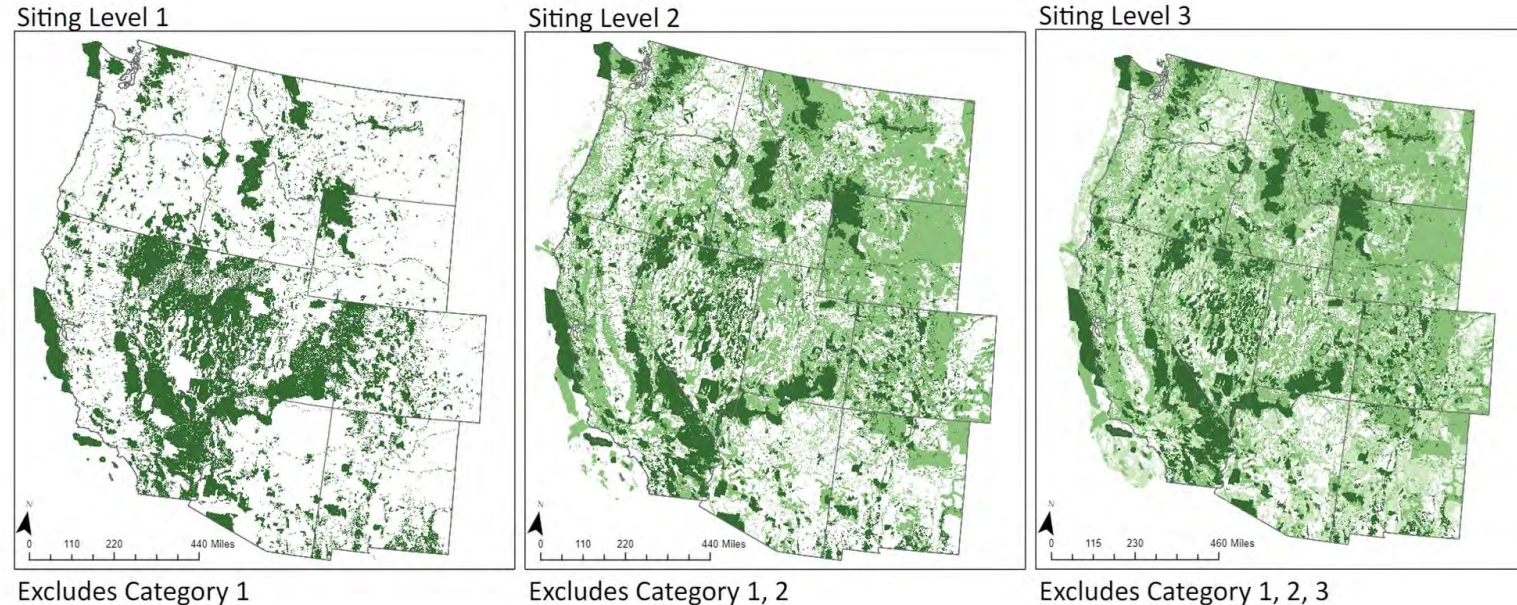 Siting Level 1
Siting Level 2
Siting Level 3
N
0 110 220 440 Miles
N
0 110 220 440 Miles
N
0 115 230 460 Miles
Excludes Category 1
Excludes Category 1, 2
Excludes Category 1, 2, 3